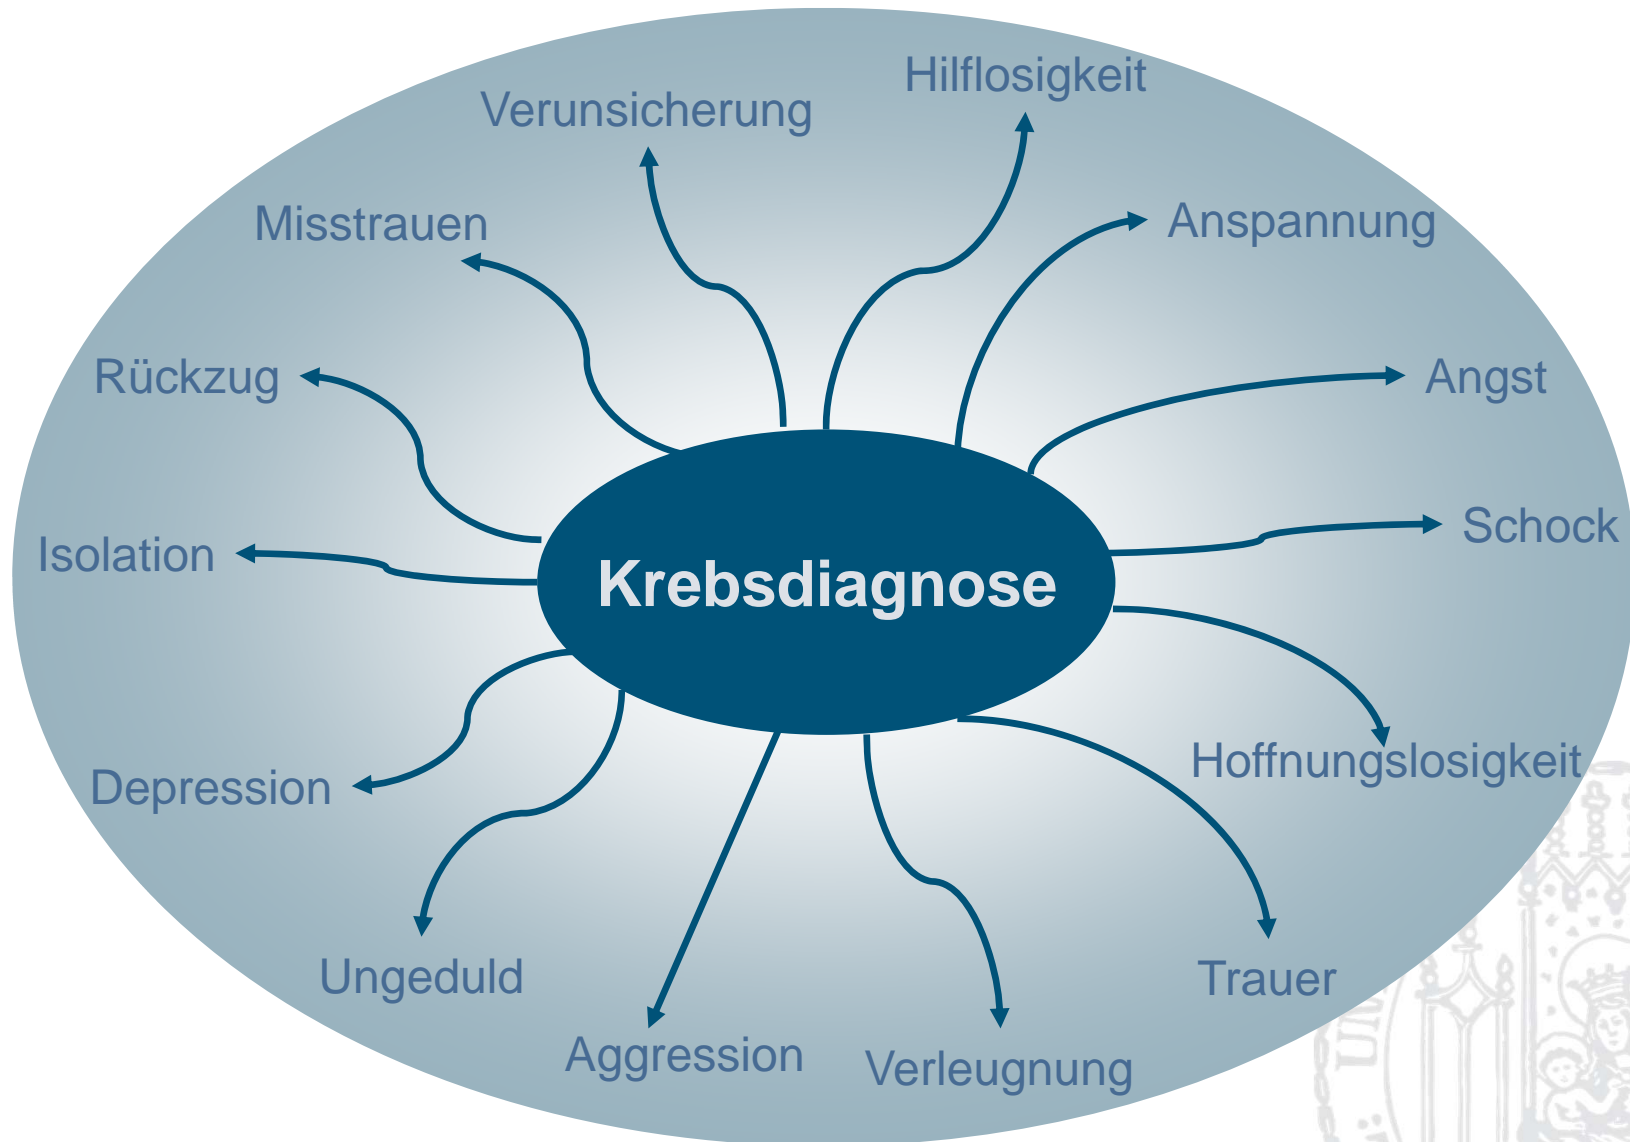 Hilflosigkeit
Verunsicherung
Misstrauen
Anspannung
Rückzug
Angst
Schock
Isolation
Krebsdiagnose
Hoffnungslosigkeit
Depression
Ungeduld
Trauer
Aggression
Verleugnung